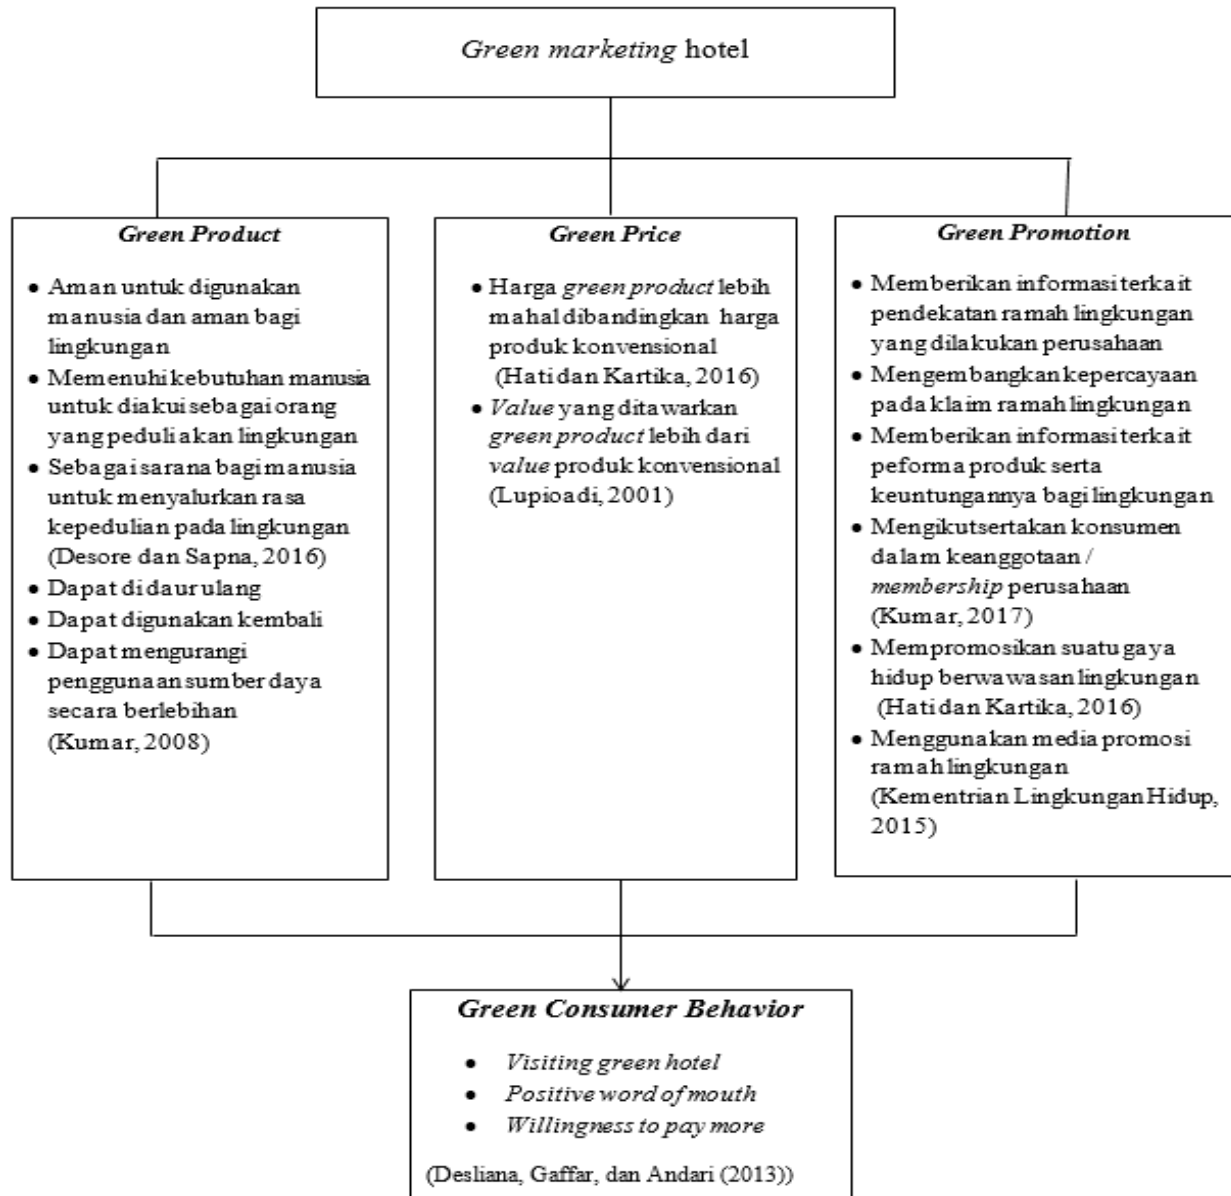 Green marketing hotel
Green Product
• Aman untuk digunakan
manusia dan aman bagi
lingkungan
• Memenuhi kebutuhan manusia
untuk diakui sebagai orang
yang peduli akan lingkungan
• Sebagai sarana bagi manusia
untuk menyalurkan rasa
kepedulian pada lingkungan
(Desore dan Sapna, 2016)
• Dapat di daur ulang
• Dapat digunakan kembali
• Dapat mengurangi
penggunaan sumber daya
secara berlebihan
(Kumar, 2008)
Green Price
• Harga green product lebih
mahal dibandingkan harga
produk konvensional
(Hati dan Kartika, 2016)
• Value yang ditawarkan
green product lebih dari
value produk konvensional
(Lupioadi, 2001)
Green Promotion
• Memberikan informasi terkait
pendekatan ramah lingkungan
yang dilakukan perusahaan
• Mengembangkan kepercayaan
pada klaim ramah lingkungan
• Memberikan informasi terkait
peforma produk serta
keuntungannya bagi lingkungan
• Mengikutsertakan konsumen
dalam keanggotaan /
membership perusahaan
(Kumar, 2017)
• Mempromosikan suatu gaya
hidup berwawasan lingkungan
(Hati dan Kartika, 2016)
• Menggunakan media promosi
ramah lingkungan
(Kementrian Lingkungan Hidup,
2015)
Green Consumer Behavior
• Visiting green hotel
• Positive word of mouth
• Willingness to pay more
(Desliana, Gaffar, dan Andari (2013))